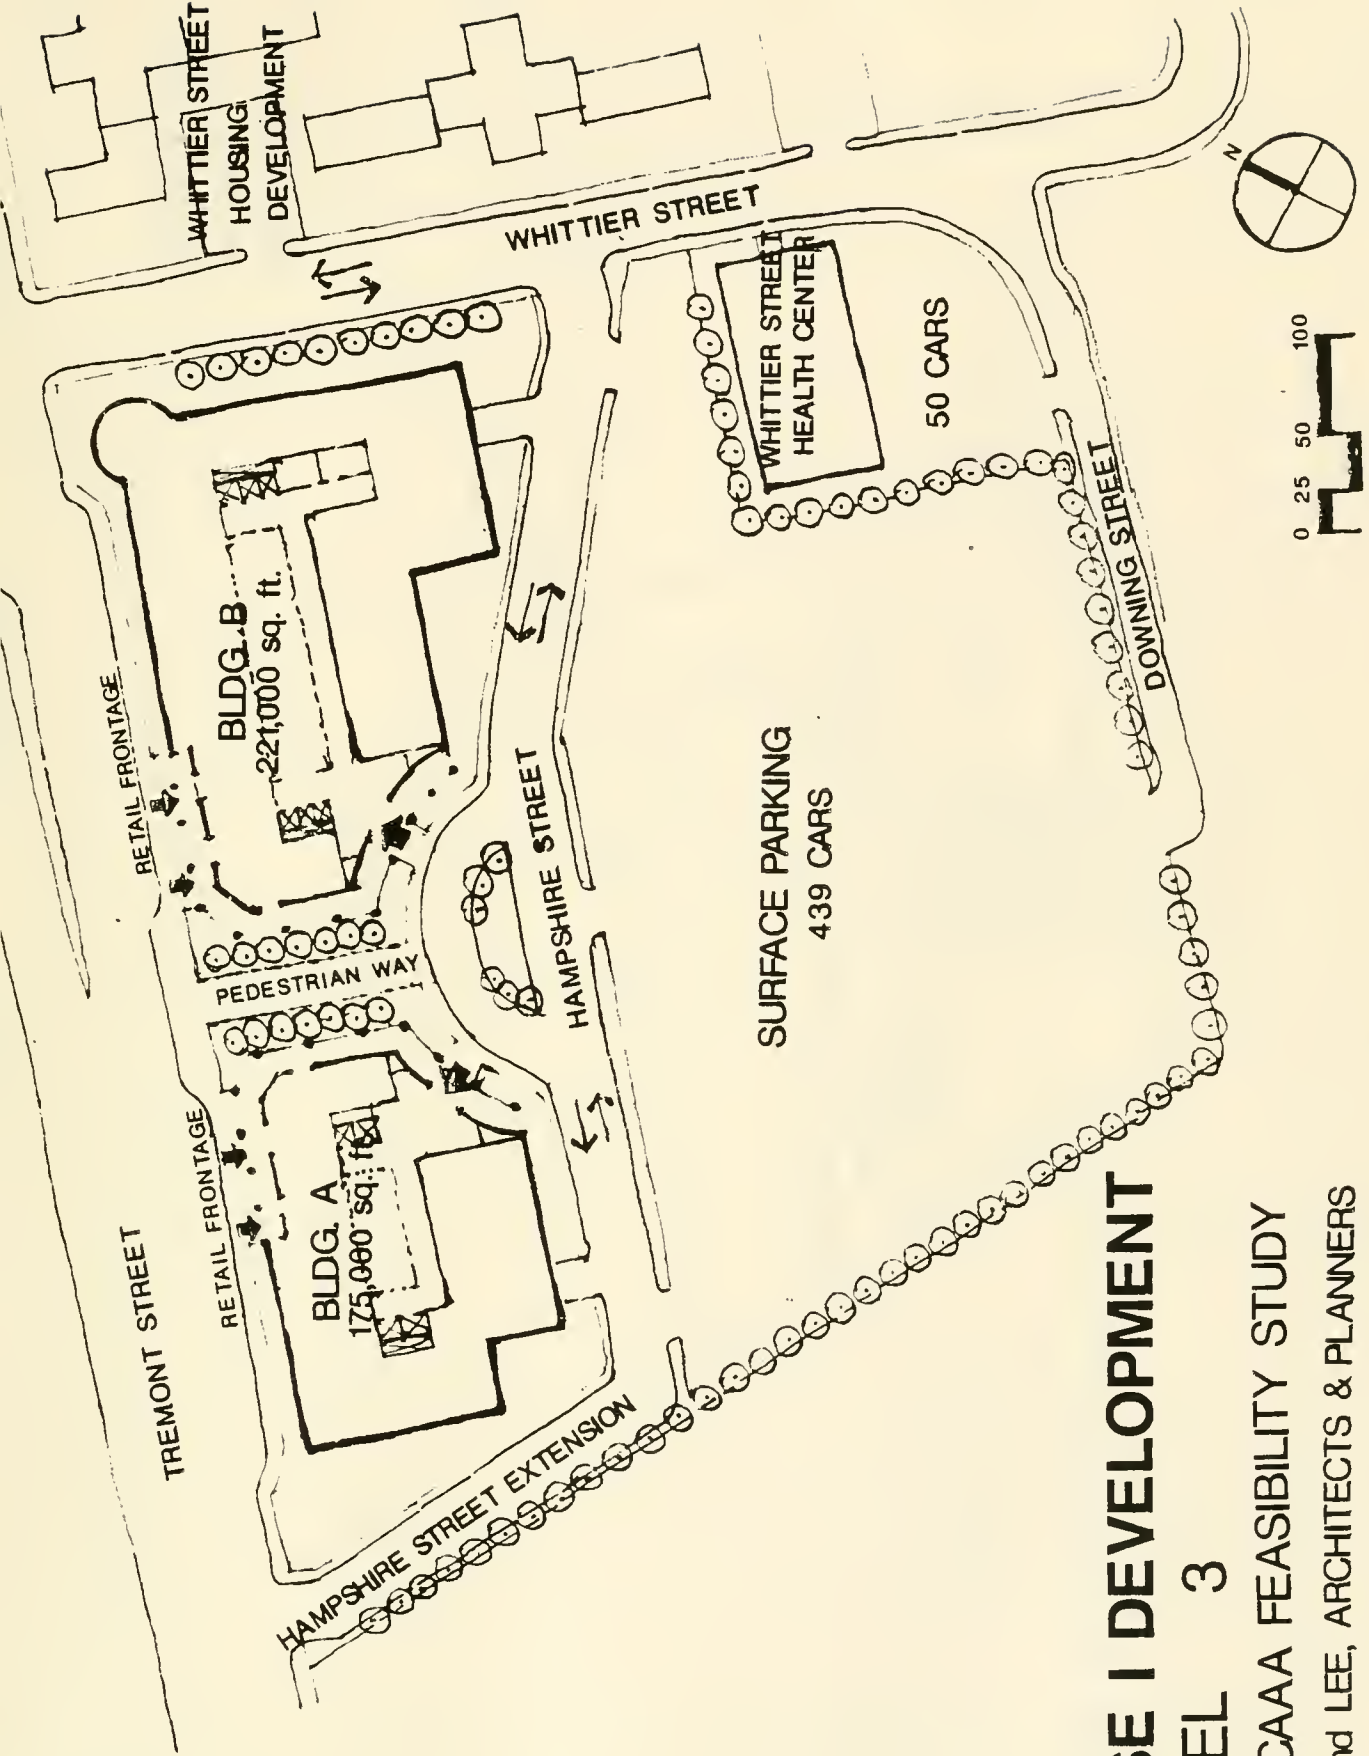 WHITTIER STREET
HOUSING
DEVELOPMENT
WHITTIER STREET
N
WHITTIER STREET
HEALTH CENTER
50 CARS
0 25 50 100
DOWNING STREET
RETAIL FRONTAGE
BLDG. B
221,000 sq. ft.
PEDESTRIAN WAY
HAMPSHIRE STREET
SURFACE PARKING
439 CARS
TREMONT STREET
RETAIL FRONTAGE
BLDG. A
175,000 sq. ft.
HAMPSHIRE STREET EXTENSION
SE I DEVELOPMENT
EL 3
CAAA FEASIBILITY STUDY
nd LEE, ARCHITECTS & PLANNERS